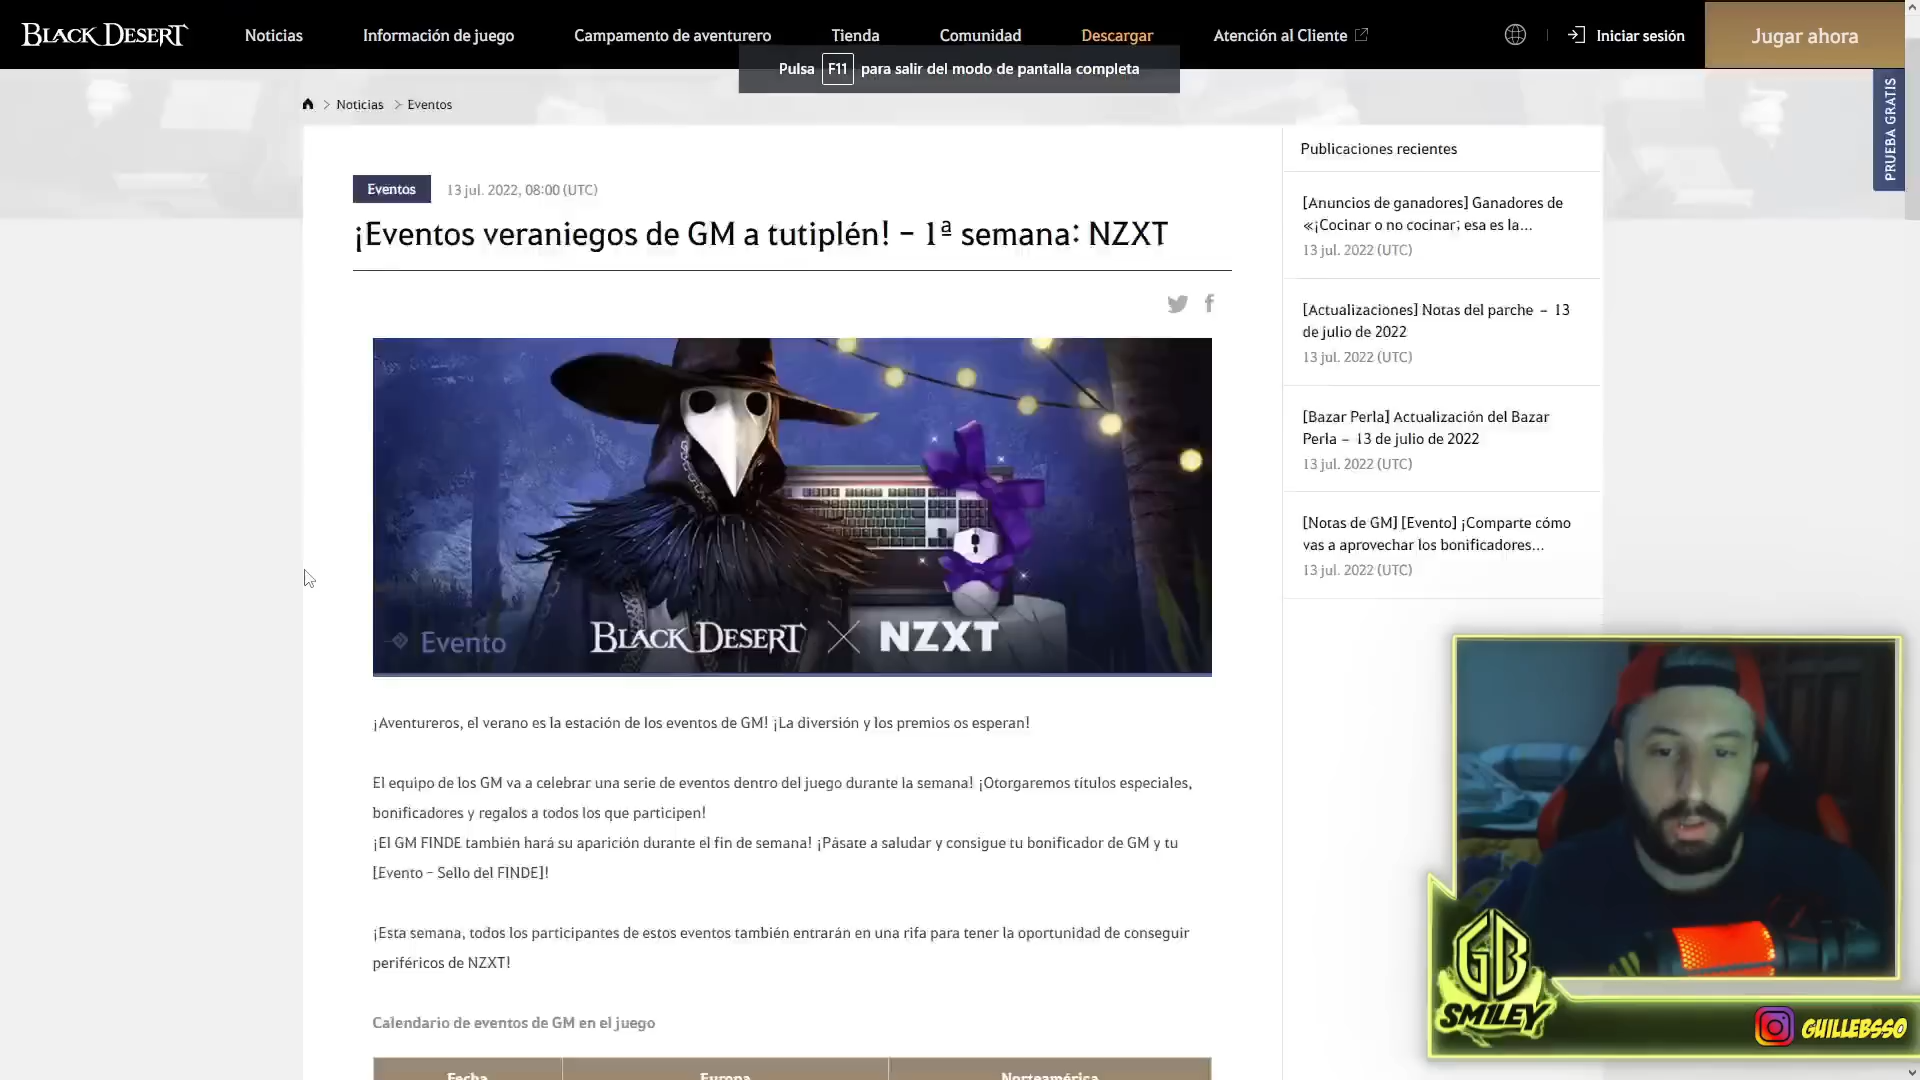 BLACK DESERT
Noticias
Información de juego
Campamento de aventurero
Tienda
Comunidad
Descargar
Atención al Cliente
Iniciar sesión
Jugar ahora
Pulsa F11 para salir del modo de pantalla completa
PRUEBA GRATIS
> Noticias > Eventos
Eventos 13 jul. 2022, 08:00 (UTC)
¡Eventos veraniegos de GM a tutiplén! – 1ª semana: NZXT
Evento
BLACK DESERT X NZXT
¡Aventureros, el verano es la estación de los eventos de GM! ¡La diversión y los premios os esperan!
El equipo de los GM va a celebrar una serie de eventos dentro del juego durante la semana! ¡Otorgaremos títulos especiales,
bonificadores y regalos a todos los que participen!
¡El GM FINDE también hará su aparición durante el fin de semana! ¡Pásate a saludar y consigue tu bonificador de GM y tu
[Evento – Sello del FINDE]!
¡Esta semana, todos los participantes de estos eventos también entrarán en una rifa para tener la oportunidad de conseguir
periféricos de NZXT!
Calendario de eventos de GM en el juego
Fecha
Europa
Norteamérica
Publicaciones recientes
[Anuncios de ganadores] Ganadores de
«¡Cocinar o no cocinar; esa es la...
13 jul. 2022 (UTC)
[Actualizaciones] Notas del parche – 13
de julio de 2022
13 jul. 2022 (UTC)
[Bazar Perla] Actualización del Bazar
Perla – 13 de julio de 2022
13 jul. 2022 (UTC)
[Notas de GM] [Evento] ¡Comparte cómo
vas a aprovechar los bonificadores...
13 jul. 2022 (UTC)
GB
SMILEY
GUILLEBSSO